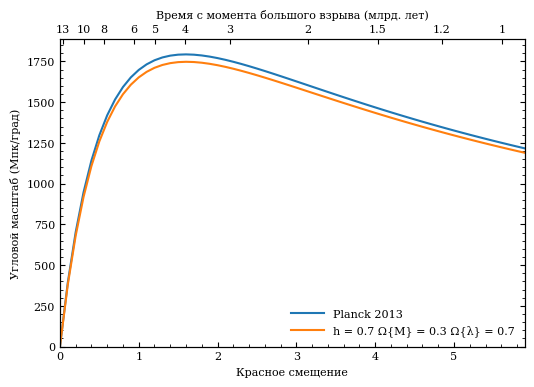 Время с момента большого взрыва (млрд. лет)
13 10 8 6 5 4 3 2 1.5 1.2 1
Угловой масштаб (Мпк/град)
1750
1500
1250
1000
750
500
250
0
Planck 2013
h = 0.7 Ω{M} = 0.3 Ω{λ} = 0.7
0 1 2 3 4 5
Красное смещение